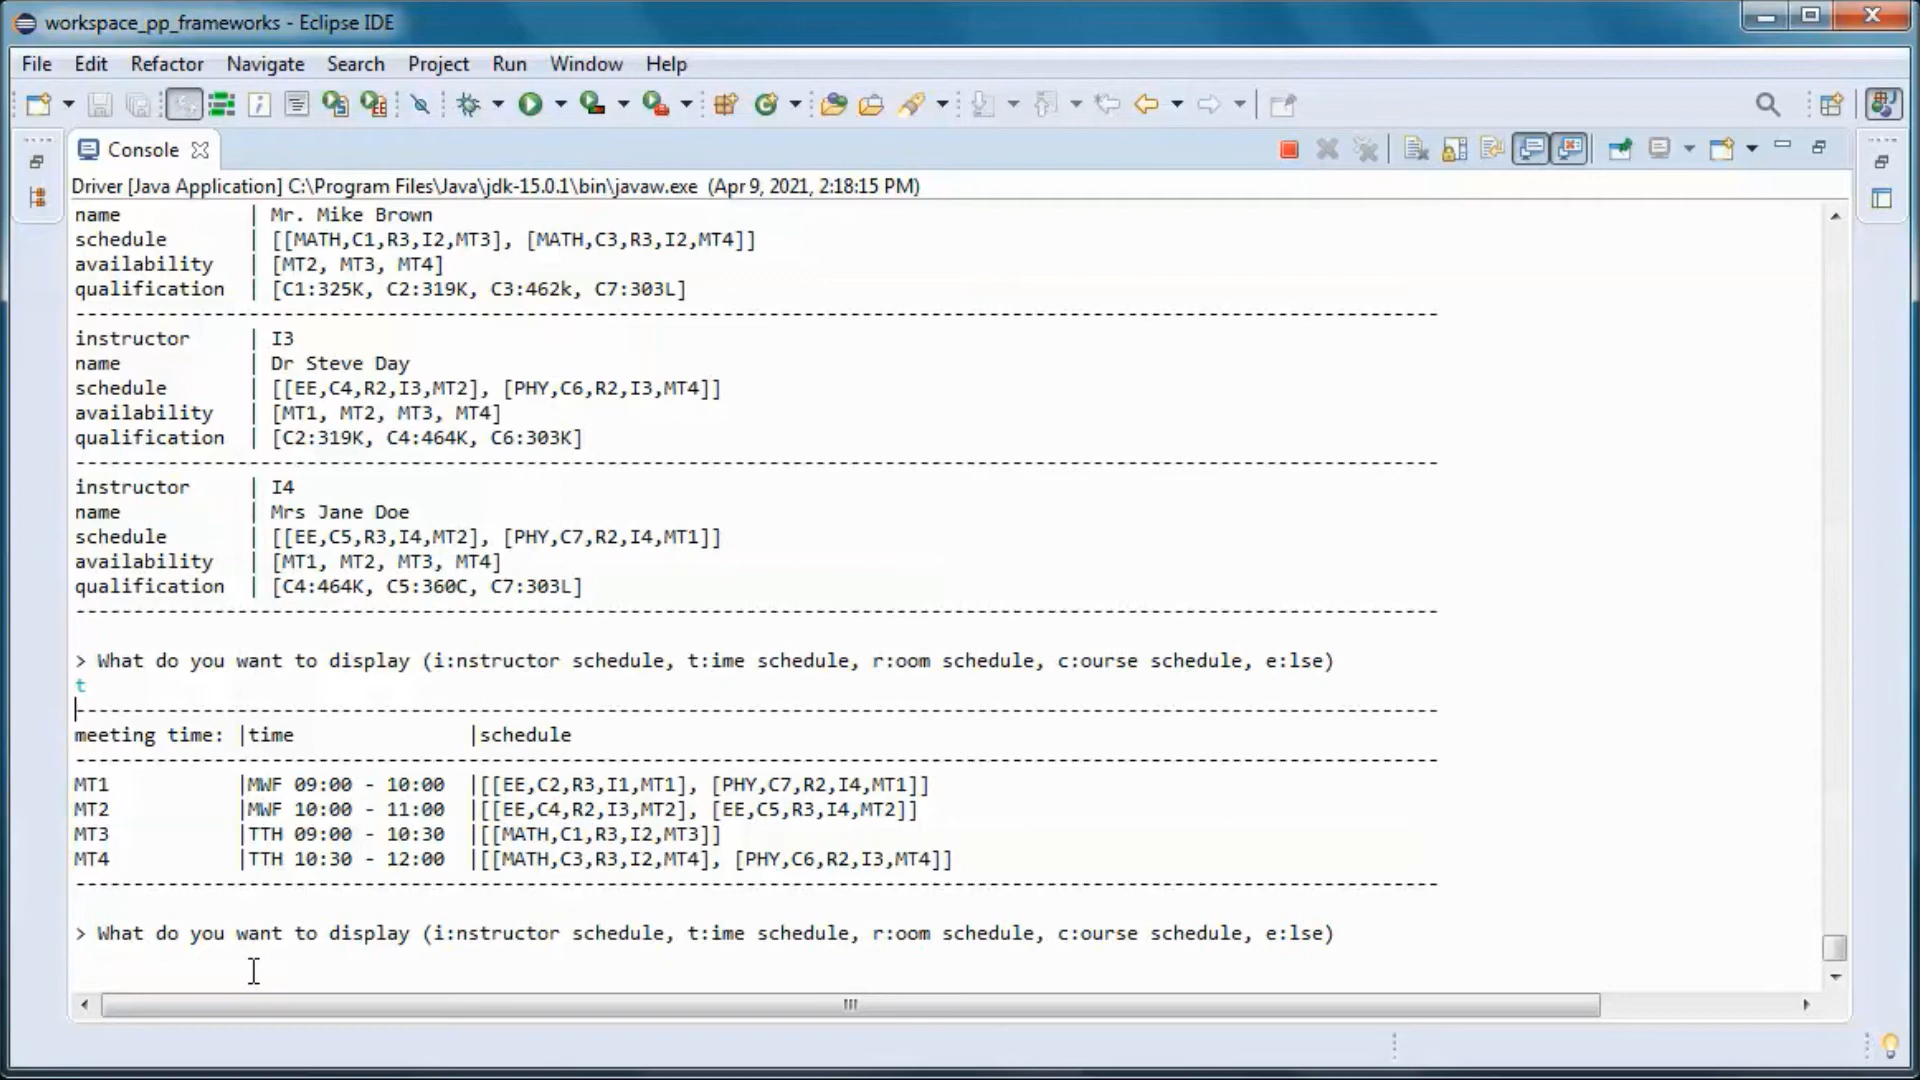 workspace_pp_frameworks - Eclipse IDE
File Edit Refactor Navigate Search Project Run Window Help
Console
Driver [Java Application] C:\Program Files\Java\jdk-15.0.1\bin\javaw.exe (Apr 9, 2021, 2:18:15 PM)
name | Mr. Mike Brown
schedule | [[MATH,C1,R3,I2,MT3], [MATH,C3,R3,I2,MT4]]
availability | [MT2, MT3, MT4]
qualification | [C1:325K, C2:319K, C3:462k, C7:303L]
----------------------------------------------------------------------------------------------------------------------
instructor | I3
name | Dr Steve Day
schedule | [[EE,C4,R2,I3,MT2], [PHY,C6,R2,I3,MT4]]
availability | [MT1, MT2, MT3, MT4]
qualification | [C2:319K, C4:464K, C6:303K]
----------------------------------------------------------------------------------------------------------------------
instructor | I4
name | Mrs Jane Doe
schedule | [[EE,C5,R3,I4,MT2], [PHY,C7,R2,I4,MT1]]
availability | [MT1, MT2, MT3, MT4]
qualification | [C4:464K, C5:360C, C7:303L]
----------------------------------------------------------------------------------------------------------------------
> What do you want to display (i:nstructor schedule, t:ime schedule, r:oom schedule, c:ourse schedule, e:lse)
t
----------------------------------------------------------------------------------------------------------------------
meeting time: |time |schedule
----------------------------------------------------------------------------------------------------------------------
MT1 |MWF 09:00 - 10:00 |[[EE,C2,R3,I1,MT1], [PHY,C7,R2,I4,MT1]]
MT2 |MWF 10:00 - 11:00 |[[EE,C4,R2,I3,MT2], [EE,C5,R3,I4,MT2]]
MT3 |TTH 09:00 - 10:30 |[[MATH,C1,R3,I2,MT3]]
MT4 |TTH 10:30 - 12:00 |[[MATH,C3,R3,I2,MT4], [PHY,C6,R2,I3,MT4]]
----------------------------------------------------------------------------------------------------------------------
> What do you want to display (i:nstructor schedule, t:ime schedule, r:oom schedule, c:ourse schedule, e:lse)